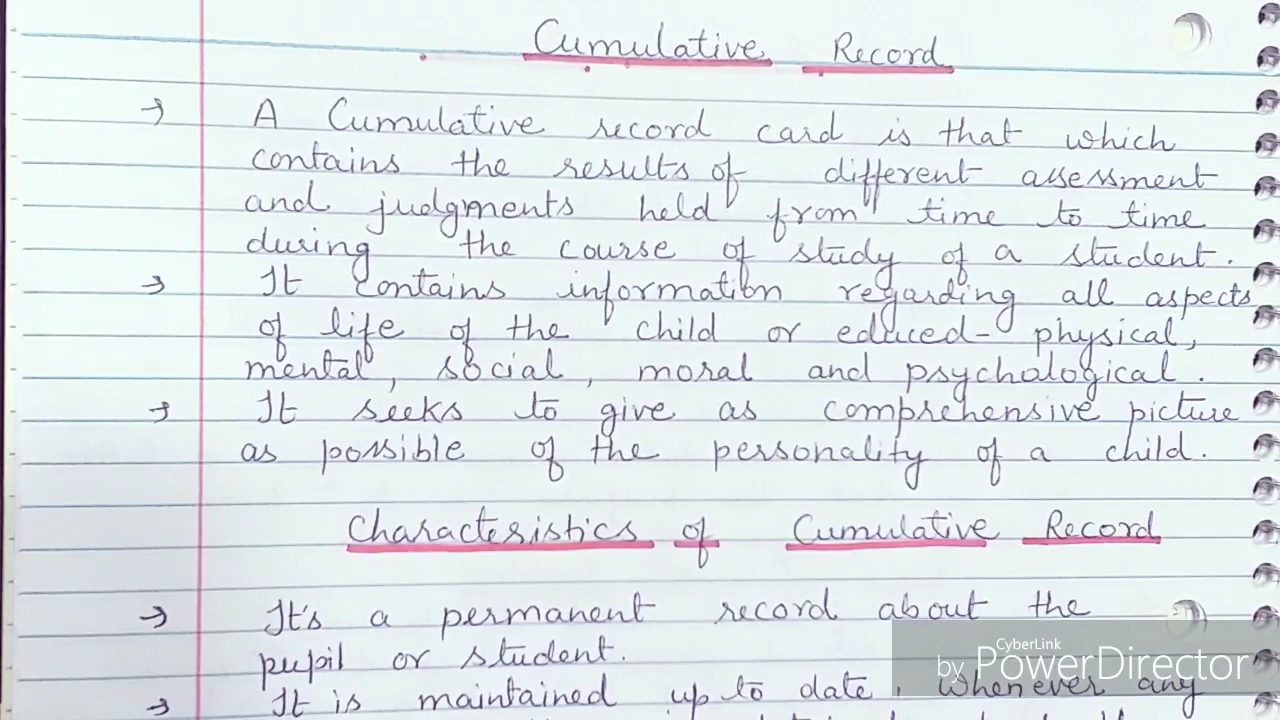 Cumulative Record
→ A Cumulative record card is that which
contains the results of different assessment
and judgments held from time to time
during the course of study of a student.
→ It contains information regarding all aspects
of life of the child or educed- physical,
mental, social, moral and psychological.
→ It seeks to give as comprehensive picture
as possible of the personality of a child.
Characteristics of Cumulative Record
→ It's a permanent record about the
pupil or student.
→ It is maintained up to date, whenever any
CyberLink
by PowerDirector